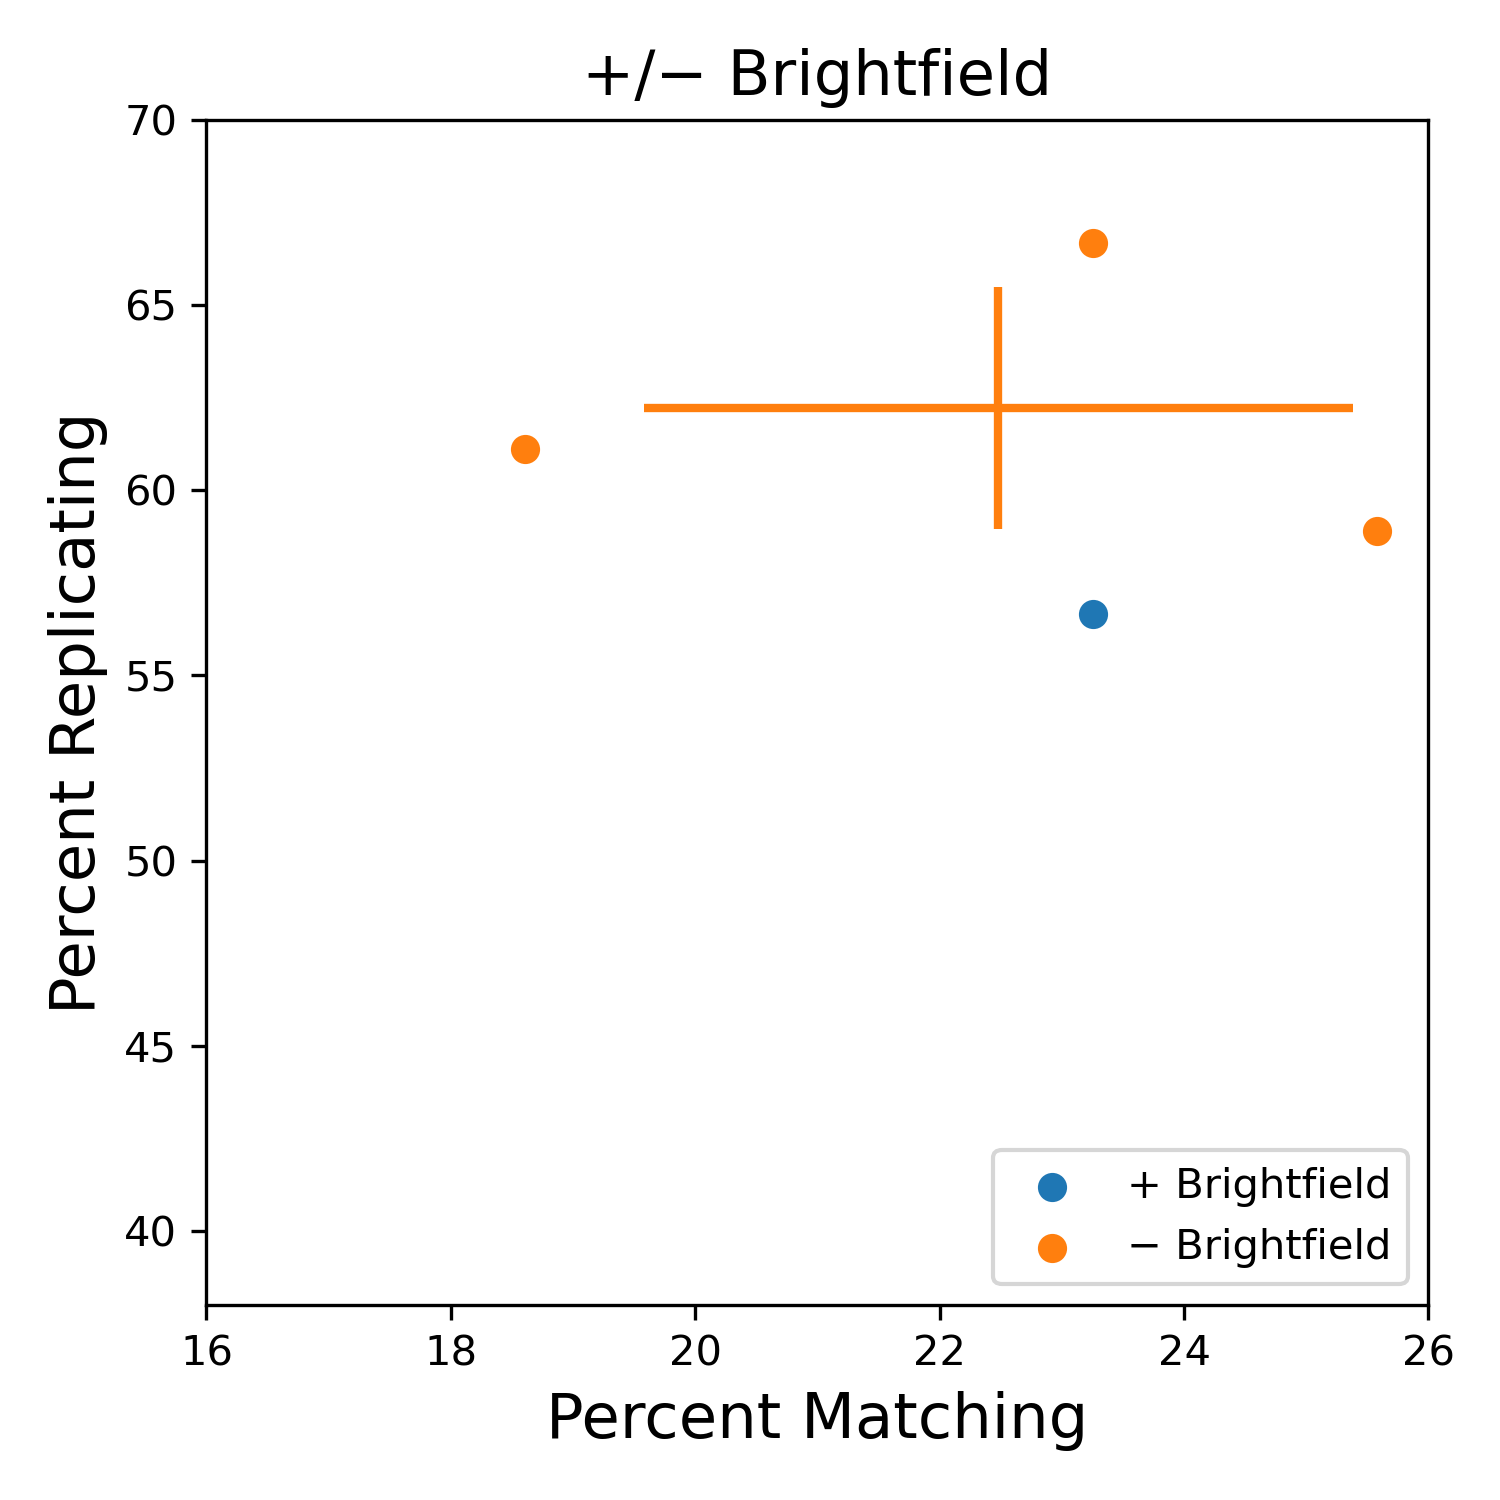 +/− Brightfield
70
65
60
55
50
45
40
Percent Replicating
+ Brightfield
− Brightfield
16 18 20 22 24 26
Percent Matching